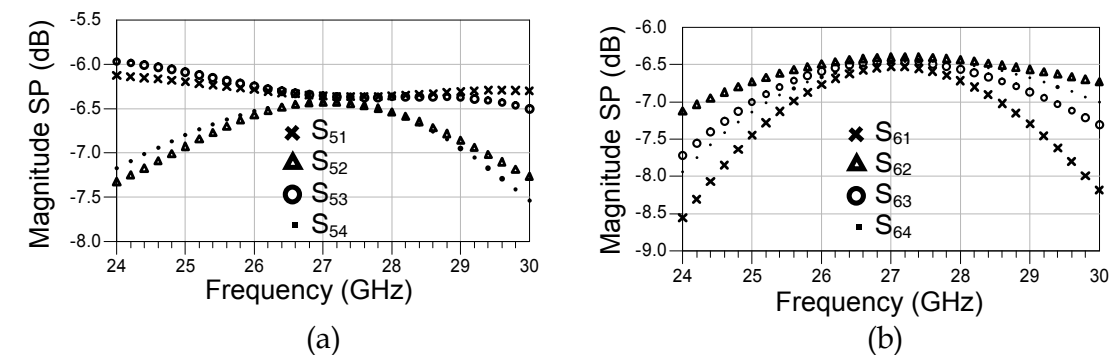 Magnitude SP (dB)
-5.5
-6.0
-6.5
-7.0
-7.5
-8.0
S51
S52
S53
S54
24 25 26 27 28 29 30
Frequency (GHz)
(a)
Magnitude SP (dB)
-6.0
-6.5
-7.0
-7.5
-8.0
-8.5
-9.0
S61
S62
S63
S64
24 25 26 27 28 29 30
Frequency (GHz)
(b)